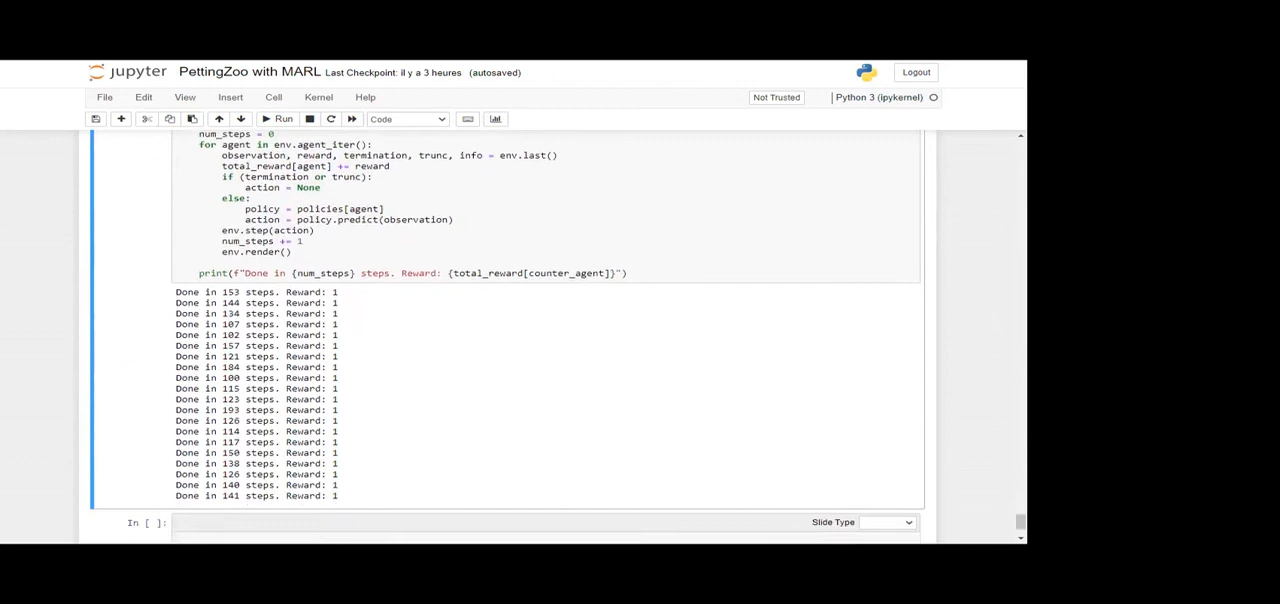 jupyter PettingZoo with MARL Last Checkpoint: il y a 3 heures (autosaved) Logout
File Edit View Insert Cell Kernel Help Not Trusted Python 3 (ipykernel)
Run Code
num_steps = 0
for agent in env.agent_iter():
observation, reward, termination, trunc, info = env.last()
total_reward[agent] += reward
if (termination or trunc):
action = None
else:
policy = policies[agent]
action = policy.predict(observation)
env.step(action)
num_steps += 1
env.render()
print(f"Done in {num_steps} steps. Reward: {total_reward[counter_agent]}")
Done in 153 steps. Reward: 1
Done in 144 steps. Reward: 1
Done in 134 steps. Reward: 1
Done in 107 steps. Reward: 1
Done in 102 steps. Reward: 1
Done in 157 steps. Reward: 1
Done in 121 steps. Reward: 1
Done in 184 steps. Reward: 1
Done in 100 steps. Reward: 1
Done in 115 steps. Reward: 1
Done in 123 steps. Reward: 1
Done in 193 steps. Reward: 1
Done in 126 steps. Reward: 1
Done in 114 steps. Reward: 1
Done in 117 steps. Reward: 1
Done in 150 steps. Reward: 1
Done in 138 steps. Reward: 1
Done in 126 steps. Reward: 1
Done in 140 steps. Reward: 1
Done in 141 steps. Reward: 1
In [ ]: Slide Type